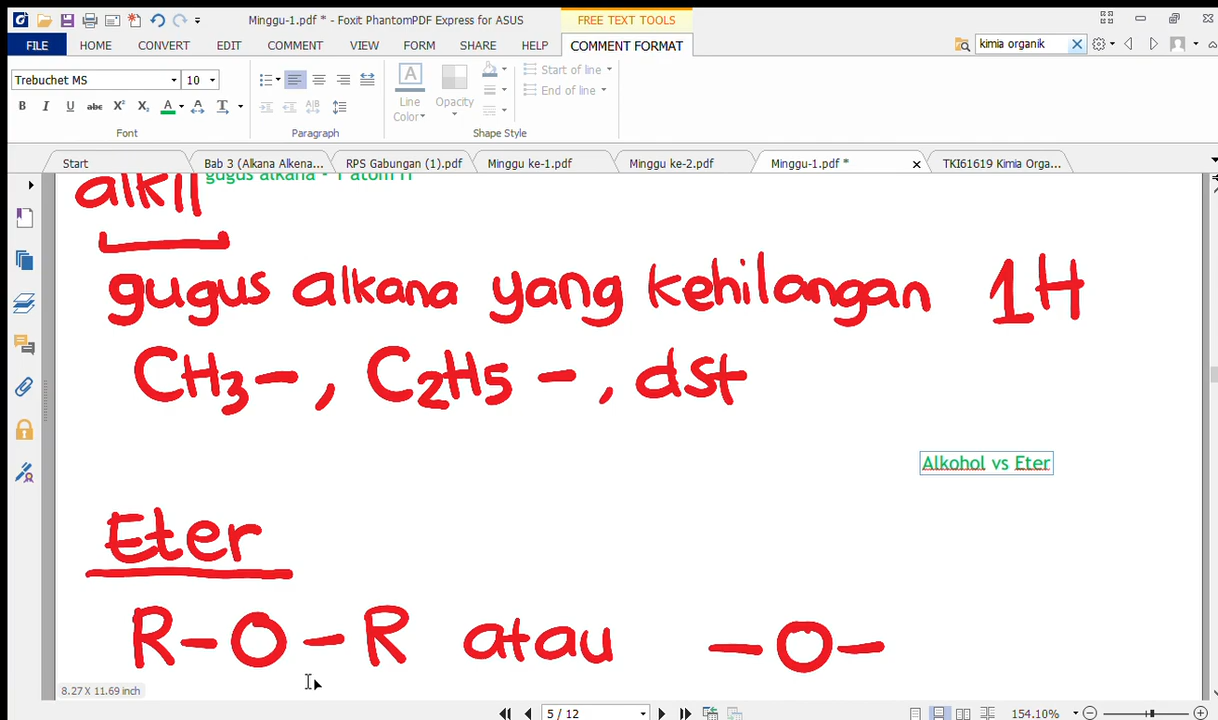 Minggu-1.pdf * - Foxit PhantomPDF Express for ASUS
FREE TEXT TOOLS
FILE HOME CONVERT EDIT COMMENT VIEW FORM SHARE HELP COMMENT FORMAT
kimia organik
Trebuchet MS 10
Start of line
End of line
Line Color
Opacity
Font Paragraph Shape Style
Start Bab 3 (Alkana Alkena... RPS Gabungan (1).pdf Minggu ke-1.pdf Minggu ke-2.pdf Minggu-1.pdf * TKI61619 Kimia Orga...
alkil gugus alkana - 1 atom H
gugus alkana yang kehilangan 1H
CH3-, C2H5-, dst
Alkohol vs Eter
Eter
R-O-R atau -O-
8.27 X 11.69 inch
5 / 12
154.10%